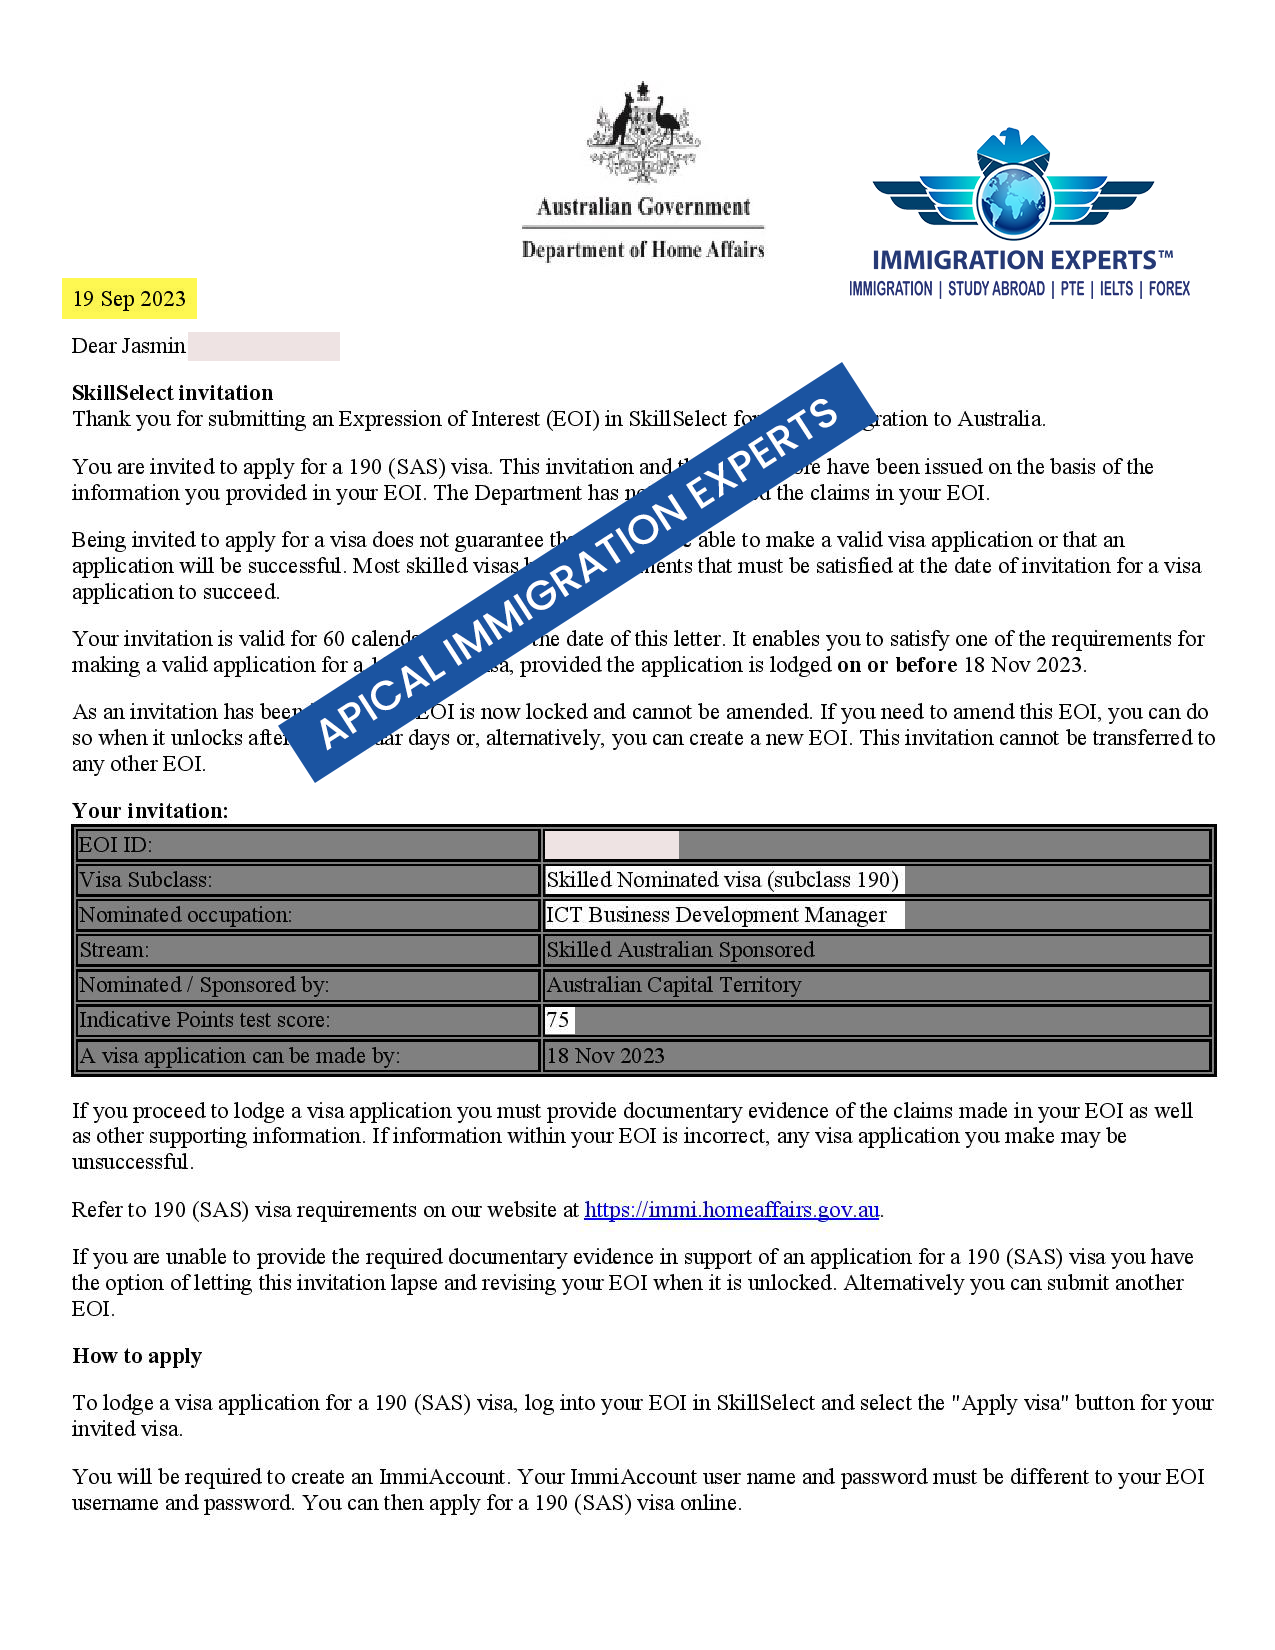 Australian Government
Department of Home Affairs
IMMIGRATION EXPERTS™
IMMIGRATION | STUDY ABROAD | PTE | IELTS | FOREX
19 Sep 2023
Dear Jasmin
SkillSelect invitation
Thank you for submitting an Expression of Interest (EOI) in SkillSelect for to Australia.
You are invited to apply for a 190 (SAS) visa. This invitation and have been issued on the basis of the
information you provided in your EOI. The Department has the claims in your EOI.
Being invited to apply for a visa does not guarantee able to make a valid visa application or that an
application will be successful. Most skilled visas that must be satisfied at the date of invitation for a visa
application to succeed.
Your invitation is valid for 60 the date of this letter. It enables you to satisfy one of the requirements for
making a valid application for a provided the application is lodged on or before 18 Nov 2023.
As an invitation has been EOI is now locked and cannot be amended. If you need to amend this EOI, you can do
so when it unlocks after days or, alternatively, you can create a new EOI. This invitation cannot be transferred to
any other EOI.
APICAL IMMIGRATION EXPERTS
Your invitation:
EOI ID:
Visa Subclass: Skilled Nominated visa (subclass 190)
Nominated occupation: ICT Business Development Manager
Stream: Skilled Australian Sponsored
Nominated / Sponsored by: Australian Capital Territory
Indicative Points test score: 75
A visa application can be made by: 18 Nov 2023
If you proceed to lodge a visa application you must provide documentary evidence of the claims made in your EOI as well
as other supporting information. If information within your EOI is incorrect, any visa application you make may be
unsuccessful.
Refer to 190 (SAS) visa requirements on our website at https://immi.homeaffairs.gov.au.
If you are unable to provide the required documentary evidence in support of an application for a 190 (SAS) visa you have
the option of letting this invitation lapse and revising your EOI when it is unlocked. Alternatively you can submit another
EOI.
How to apply
To lodge a visa application for a 190 (SAS) visa, log into your EOI in SkillSelect and select the "Apply visa" button for your
invited visa.
You will be required to create an ImmiAccount. Your ImmiAccount user name and password must be different to your EOI
username and password. You can then apply for a 190 (SAS) visa online.